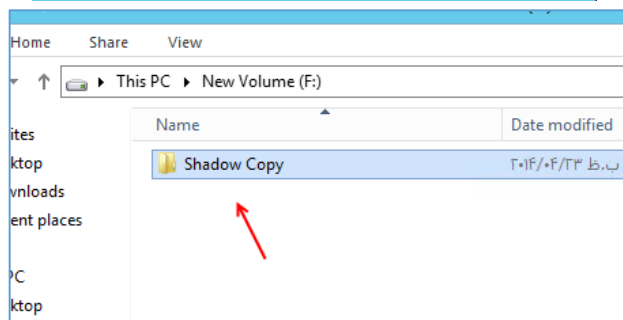 Home Share View
This PC New Volume (F:)
Name Date modified
ites
ktop
Shadow Copy ۲۰۱۴/۰۴/۲۳ ب.ظ
wnloads
ent places
PC
ktop